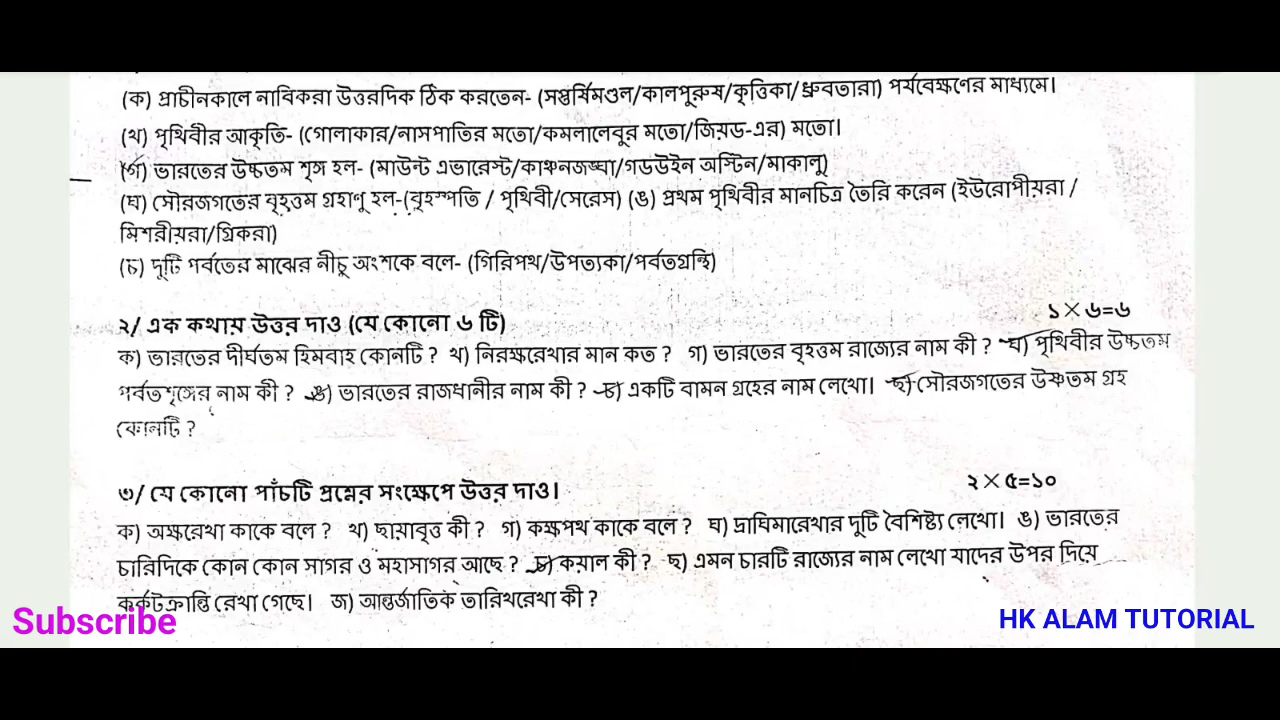 (ক) প্রাচীনকালে নাবিকরা উত্তরদিক ঠিক করতেন- (সপ্তর্ষিমণ্ডল/কালপুরুষ/কৃত্তিকা/ধ্রুবতারা) পর্যবেক্ষণের মাধ্যমে।
(খ) পৃথিবীর আকৃতি- (গোলাকার/নাসপাতির মতো/কমলালেবুর মতো/জিয়ড-এর) মতো।
(গ) ভারতের উচ্চতম শৃঙ্গ হল- (মাউন্ট এভারেস্ট/কাঞ্চনজঙ্ঘা/গডউইন অস্টিন/মাকালু)
(ঘ) সৌরজগতের বৃহত্তম গ্রহাণু হল-(বৃহস্পতি / পৃথিবী/সেরেস) (ঙ) প্রথম পৃথিবীর মানচিত্র তৈরি করেন (ইউরোপীয়রা /
মিশরীয়রা/গ্রিকরা)
(চ) দুটি পর্বতের মাঝের নীচু অংশকে বলে- (গিরিপথ/উপত্যকা/পর্বতগ্রন্থি)
২/ এক কথায় উত্তর দাও (যে কোনো ৬ টি) ১×৬=৬
ক) ভারতের দীর্ঘতম হিমবাহ কোনটি ? খ) নিরক্ষরেখার মান কত ? গ) ভারতের বৃহত্তম রাজ্যের নাম কী ? ঘ) পৃথিবীর উচ্চতম
পর্বতশৃঙ্গের নাম কী ? ঙ) ভারতের রাজধানীর নাম কী ? চ) একটি বামন গ্রহের নাম লেখো। ছ) সৌরজগতের উষ্ণতম গ্রহ
কোনটি ?
৩/ যে কোনো পাঁচটি প্রশ্নের সংক্ষেপে উত্তর দাও। ২×৫=১০
ক) অক্ষরেখা কাকে বলে ? খ) ছায়াবৃত্ত কী ? গ) কক্ষপথ কাকে বলে ? ঘ) দ্রাঘিমারেখার দুটি বৈশিষ্ট্য লেখো। ঙ) ভারতের
চারিদিকে কোন কোন সাগর ও মহাসাগর আছে ? চ) কয়াল কী ? ছ) এমন চারটি রাজ্যের নাম লেখো যাদের উপর দিয়ে
কর্কটক্রান্তি রেখা গেছে। জ) আন্তর্জাতিক তারিখরেখা কী ?
Subscribe
HK ALAM TUTORIAL